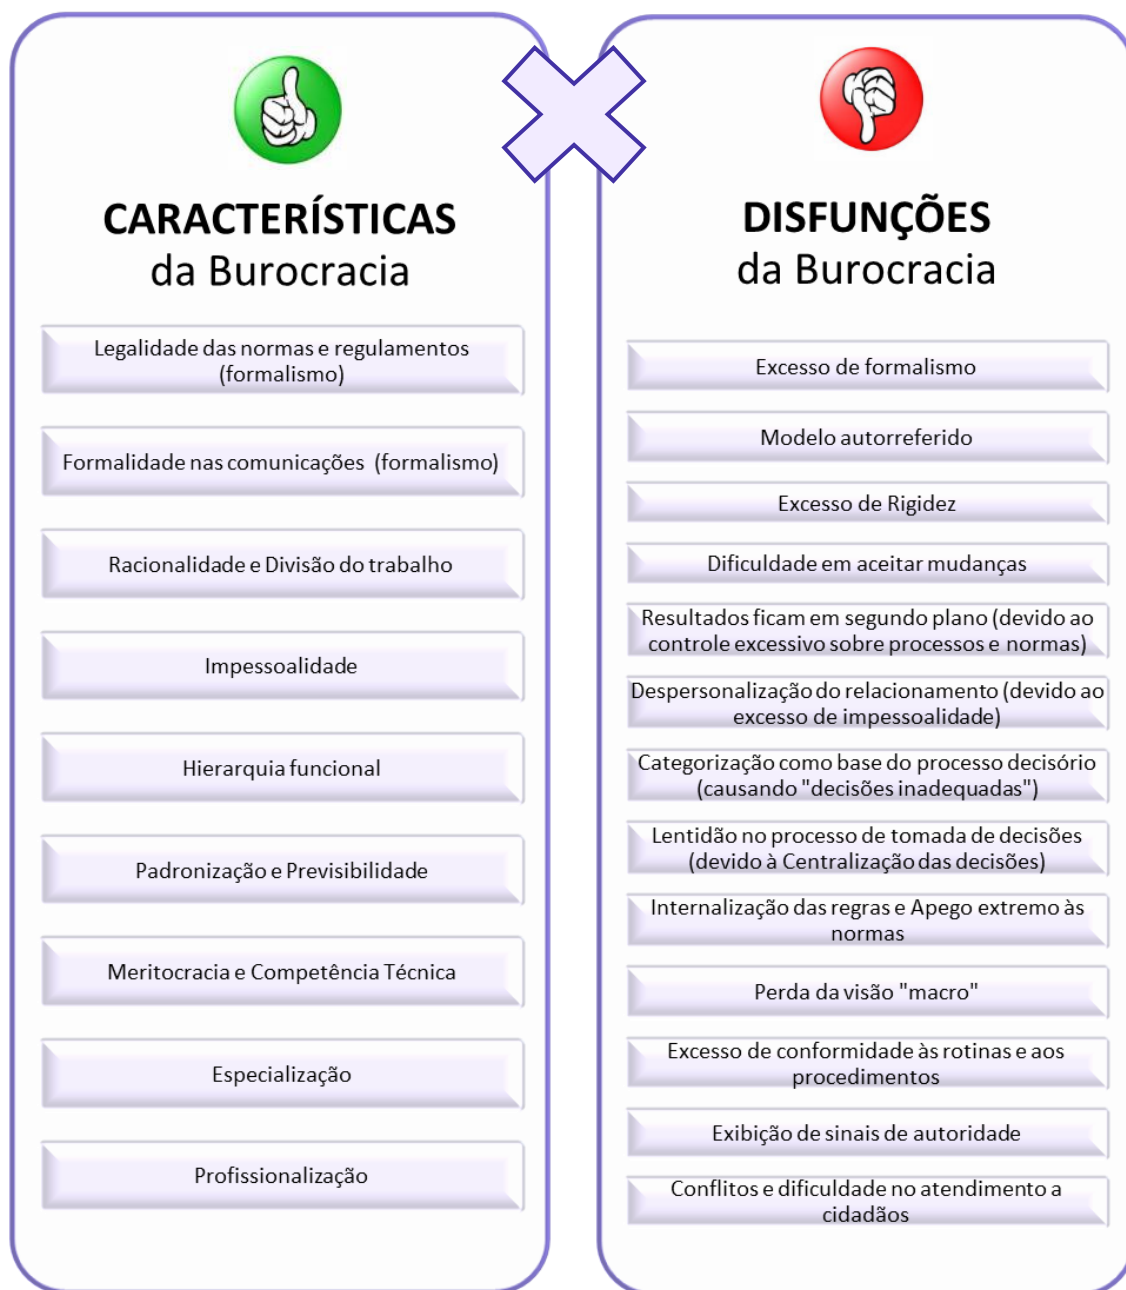 CARACTERÍSTICAS
da Burocracia
Legalidade das normas e regulamentos
(formalismo)
Formalidade nas comunicações (formalismo)
Racionalidade e Divisão do trabalho
Impessoalidade
Hierarquia funcional
Padronização e Previsibilidade
Meritocracia e Competência Técnica
Especialização
Profissionalização
DISFUNÇÕES
da Burocracia
Excesso de formalismo
Modelo autorreferido
Excesso de Rigidez
Dificuldade em aceitar mudanças
Resultados ficam em segundo plano (devido ao
controle excessivo sobre processos e normas)
Despersonalização do relacionamento (devido ao
excesso de impessoalidade)
Categorização como base do processo decisório
(causando "decisões inadequadas")
Lentidão no processo de tomada de decisões
(devido à Centralização das decisões)
Internalização das regras e Apego extremo às
normas
Perda da visão "macro"
Excesso de conformidade às rotinas e aos
procedimentos
Exibição de sinais de autoridade
Conflitos e dificuldade no atendimento a
cidadãos